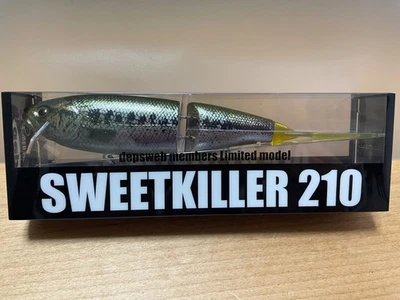 depsweb members Limited model
SWEETKILLER 210